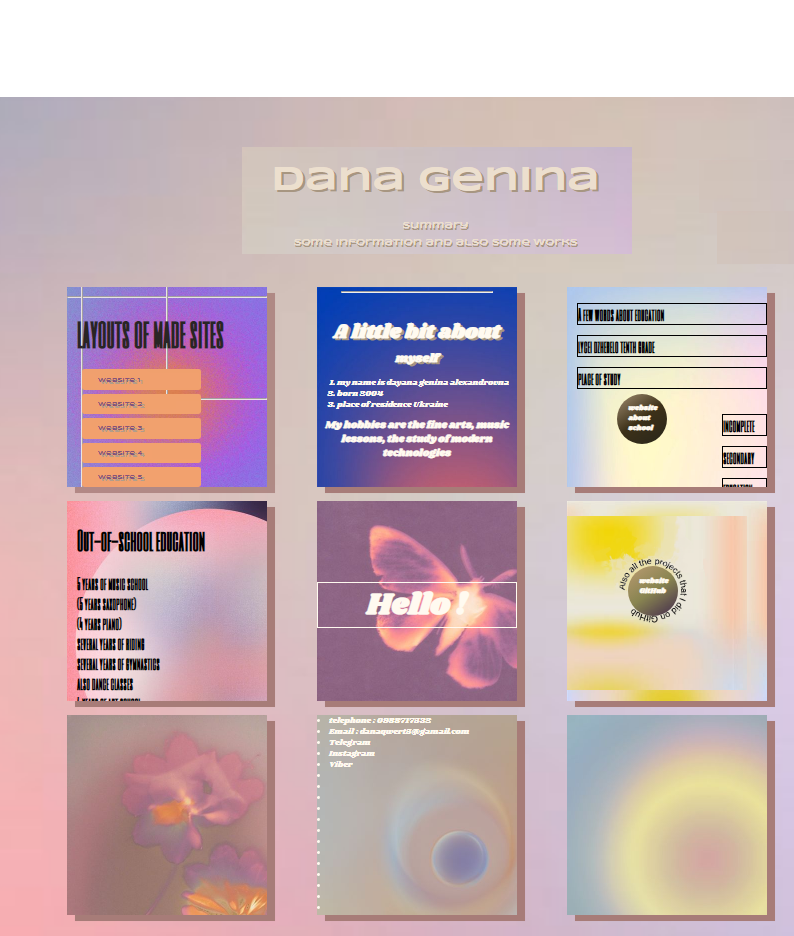 Dana Genina
summary
some information and also some works
Layouts of made sites
website 1
website 2
website 3
website 4
website 5
A little bit about
myself
1. my name is dayana genina alexandrovna
2. born 2004
3. place of residence Ukraine
My hobbies are the fine arts, music
lessons, the study of modern
technologies
A few words about education
Lycei Dzherelo tenth grade
Place of study
website
about
school
Incomplete
secondary
education
Out-of-school education
5 years of music school
(5 years saxophone)
(4 years piano)
several years of riding
several years of gymnastics
also dance classes
Hello !
Also all the projects that I did on GitHub
website
GitHub
telephone : 0988717333
Email : danaqwert5@gamail.com
Telegram
Instagram
Viber